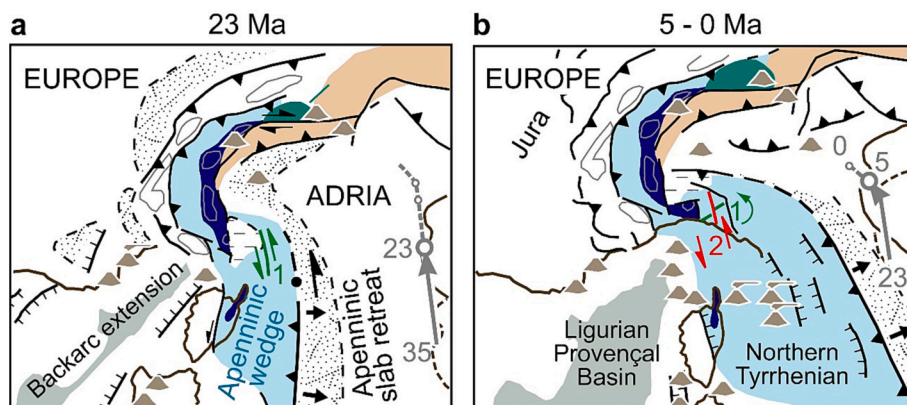 a
23 Ma
EUROPE
ADRIA
23
35
1
Backarc extension
Apenninic
wedge
Apenninic
slab retreat
b
5 - 0 Ma
EUROPE
Jura
0
5
23
1
2
Ligurian
Provençal
Basin
Northern
Tyrrhenian